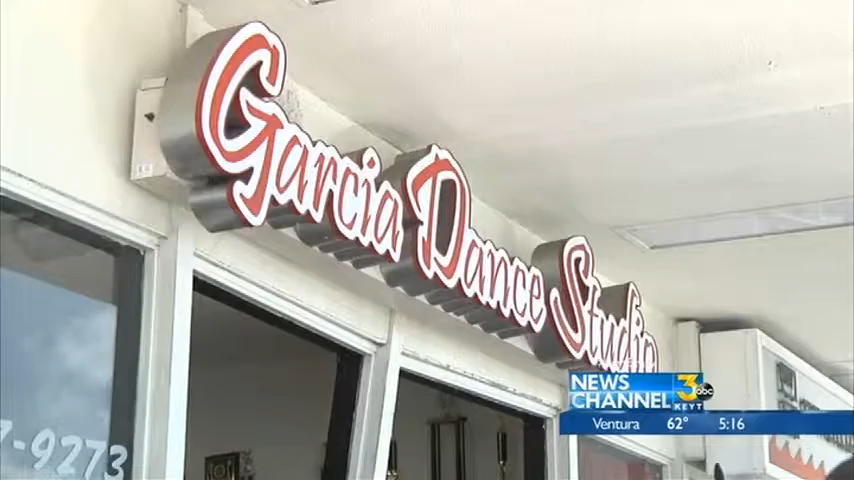 Garcia Dance Studio
7-9273
NEWS
CHANNEL
3
abc
KEYT
Ventura 62° 5:16